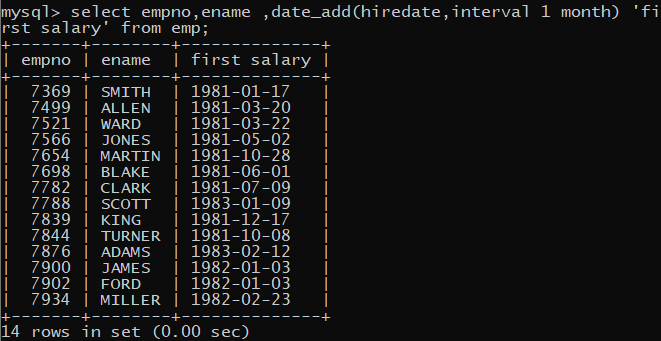 mysql> select empno,ename ,date_add(hiredate,interval 1 month) 'fi
rst salary' from emp;
+-------+--------+--------------+
| empno | ename  | first salary |
+-------+--------+--------------+
|  7369 | SMITH  | 1981-01-17   |
|  7499 | ALLEN  | 1981-03-20   |
|  7521 | WARD   | 1981-03-22   |
|  7566 | JONES  | 1981-05-02   |
|  7654 | MARTIN | 1981-10-28   |
|  7698 | BLAKE  | 1981-06-01   |
|  7782 | CLARK  | 1981-07-09   |
|  7788 | SCOTT  | 1983-01-09   |
|  7839 | KING   | 1981-12-17   |
|  7844 | TURNER | 1981-10-08   |
|  7876 | ADAMS  | 1983-02-12   |
|  7900 | JAMES  | 1982-01-03   |
|  7902 | FORD   | 1982-01-03   |
|  7934 | MILLER | 1982-02-23   |
+-------+--------+--------------+
14 rows in set (0.00 sec)